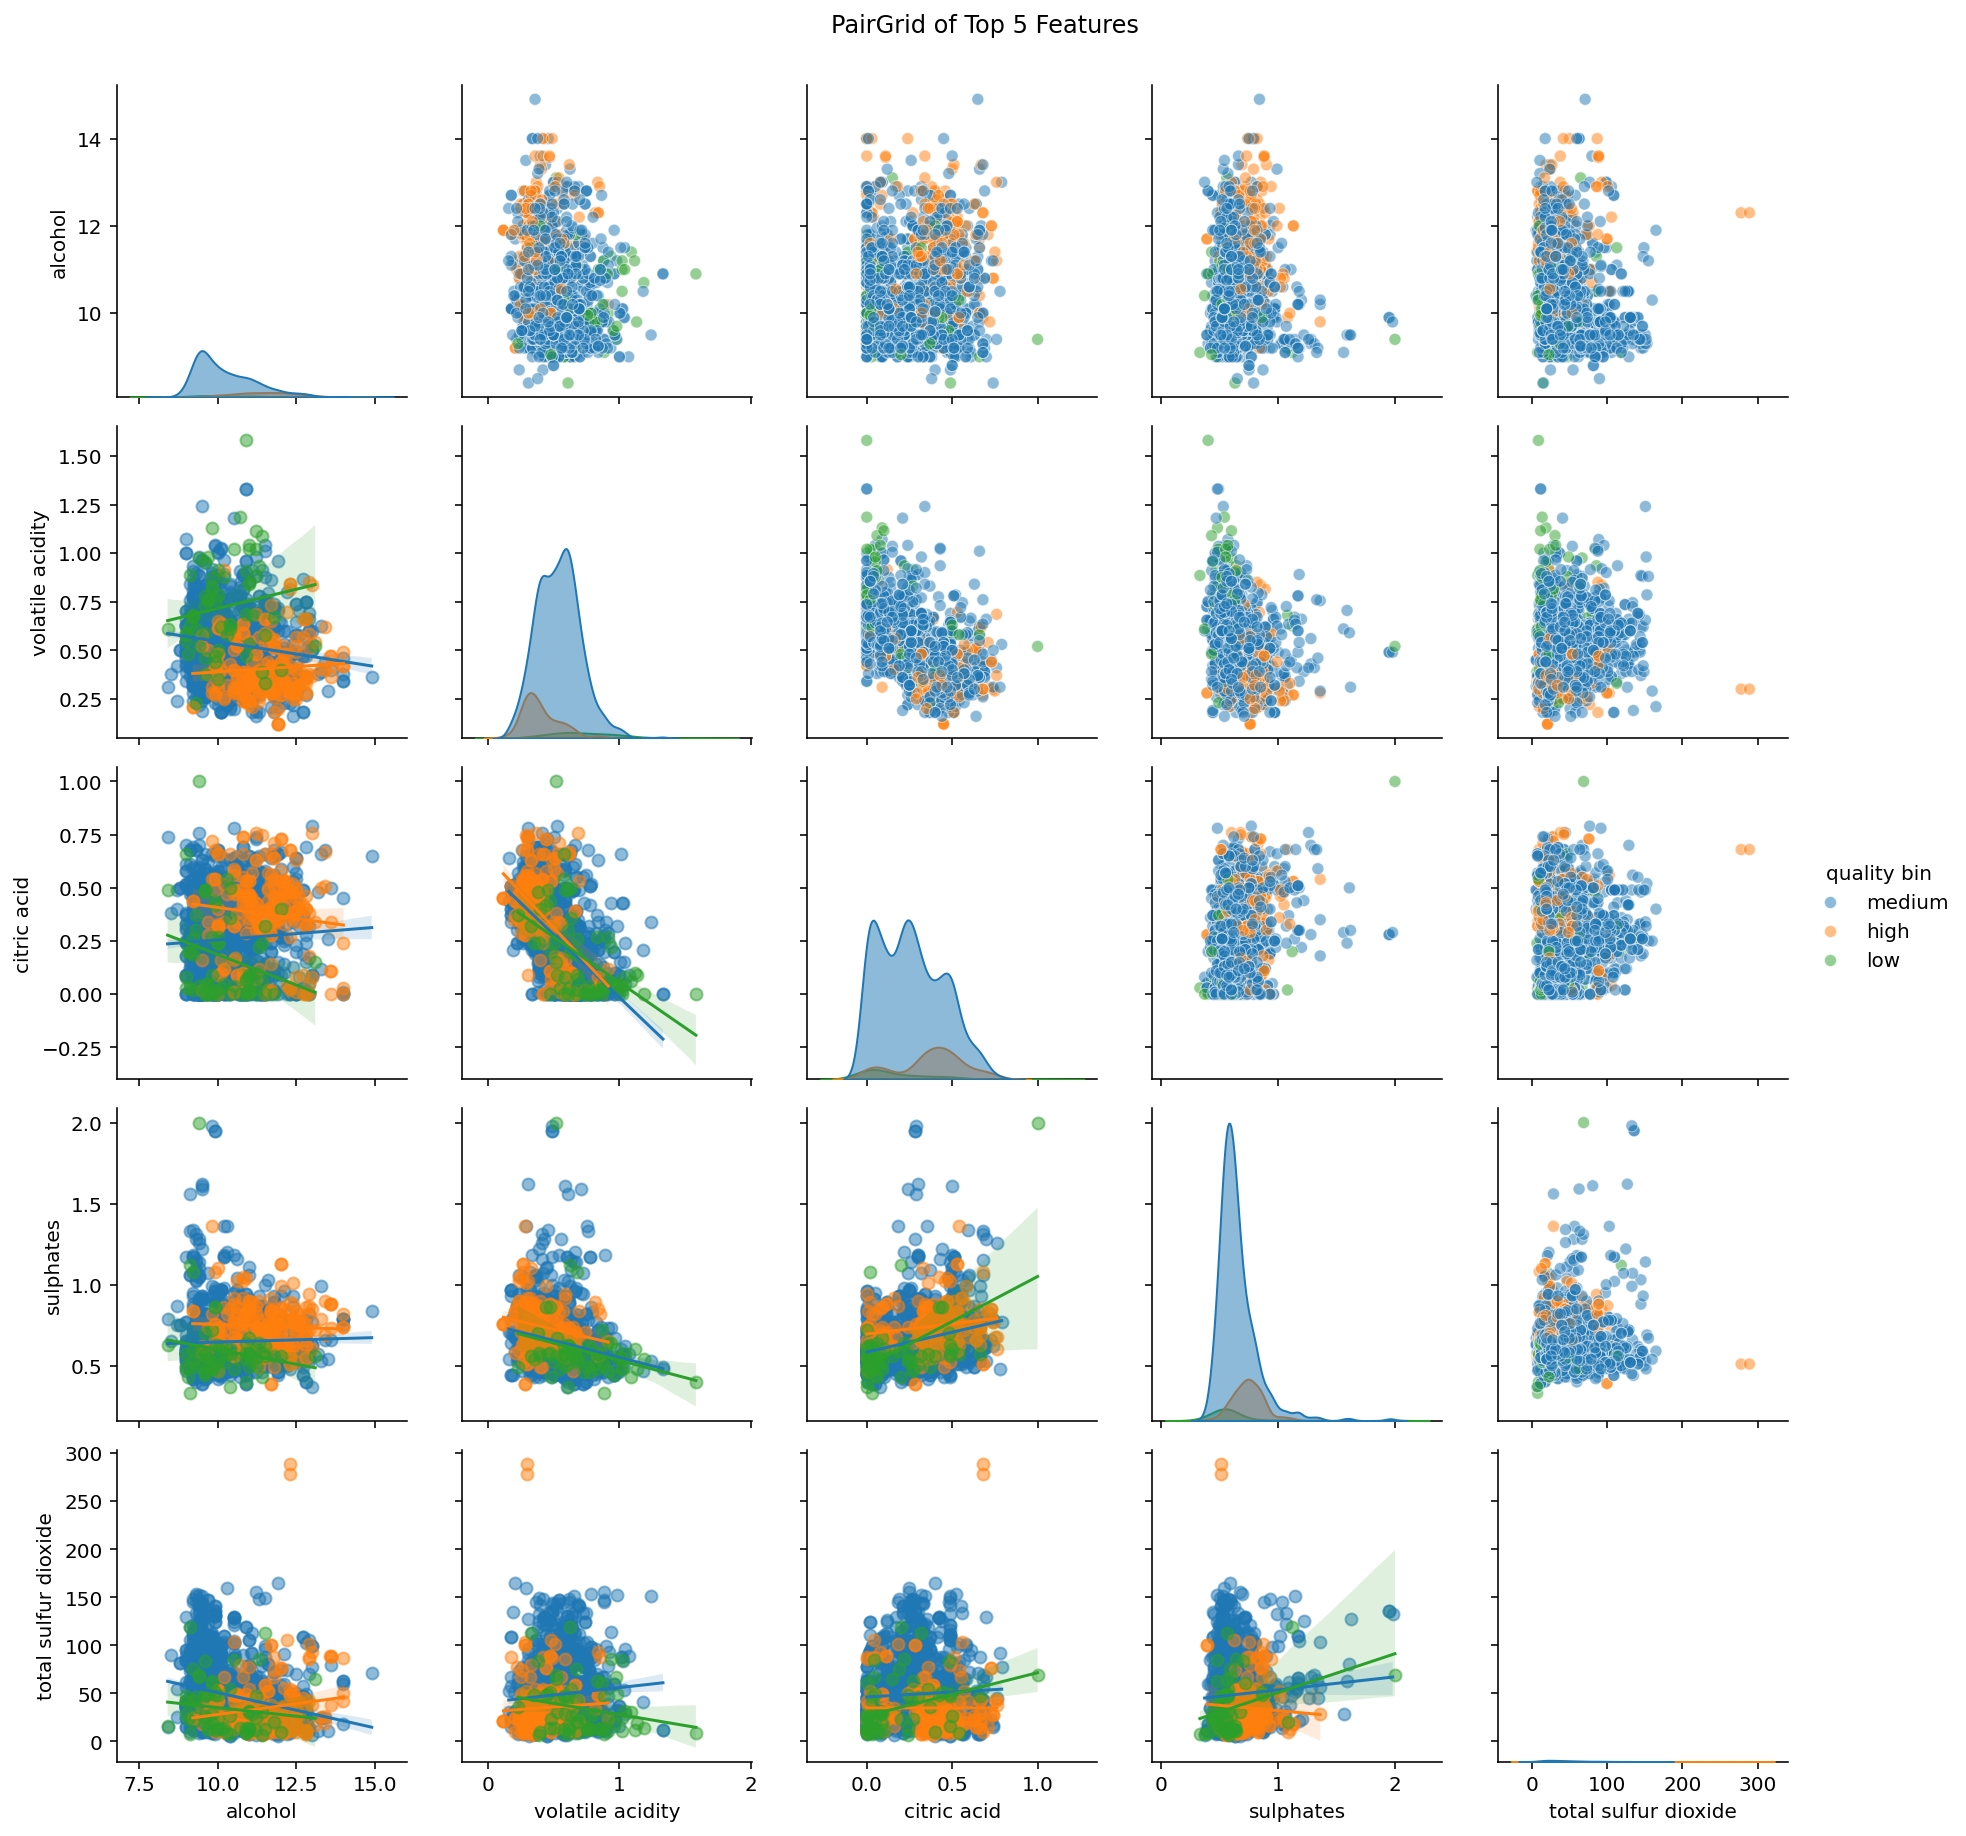 PairGrid of Top 5 Features
alcohol
14
12
10
volatile acidity
1.50
1.25
1.00
0.75
0.50
0.25
citric acid
1.00
0.75
0.50
0.25
0.00
−0.25
quality bin
medium
high
low
sulphates
2.0
1.5
1.0
0.5
total sulfur dioxide
300
250
200
150
100
50
0
7.5 10.0 12.5 15.0 0 1 2 0.0 0.5 1.0 0 1 2 0 100 200 300
alcohol volatile acidity citric acid sulphates total sulfur dioxide